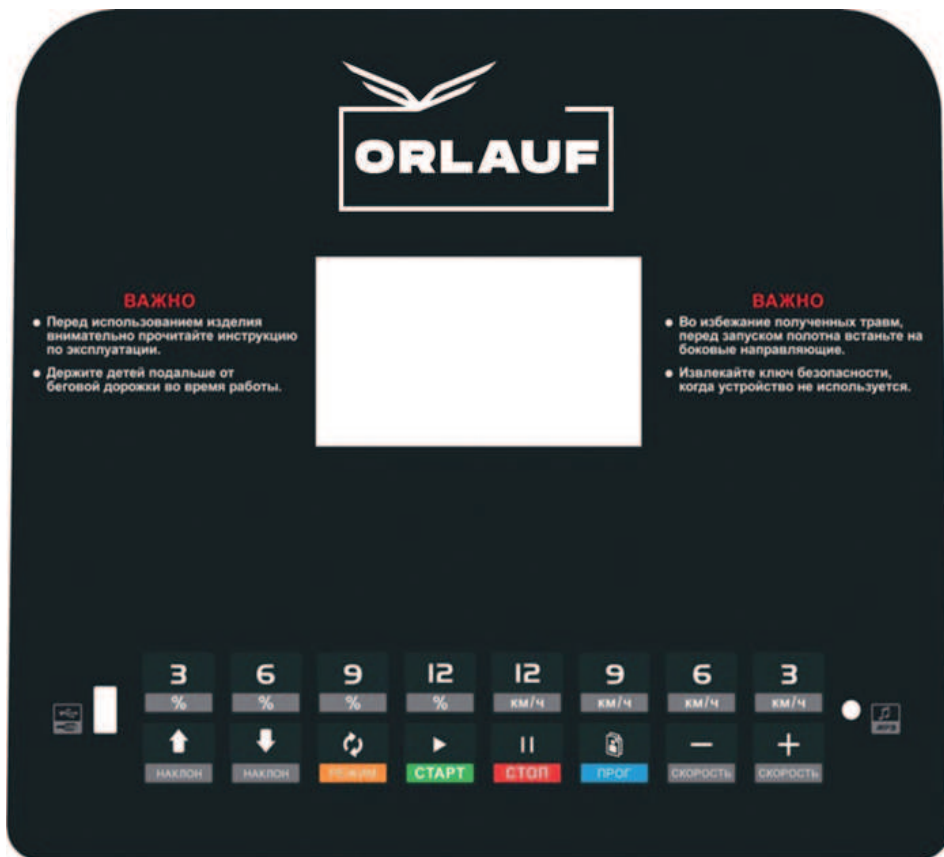 ORLAUF
ВАЖНО
● Перед использованием изделия
внимательно прочитайте инструкцию
по эксплуатации.
● Держите детей подальше от
беговой дорожки во время работы.
ВАЖНО
● Во избежание полученных травм,
перед запуском полотна встаньте на
боковые направляющие.
● Извлекайте ключ безопасности,
когда устройство не используется.
3 6 9 12 12 9 6 3
% % % % км/ч км/ч км/ч км/ч
НАКЛОН НАКЛОН РЕЖИМ СТАРТ СТОП ПРОГ СКОРОСТЬ СКОРОСТЬ